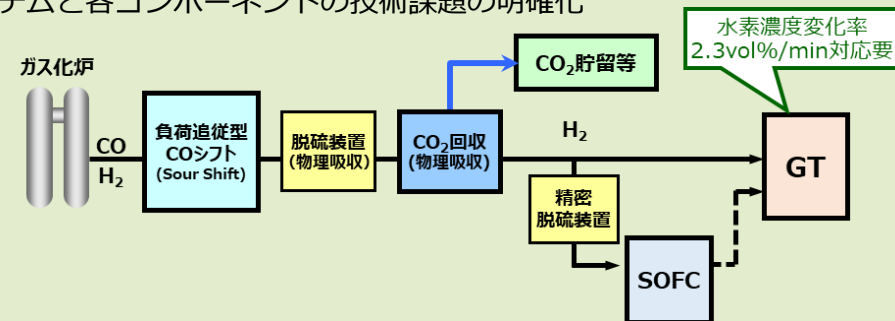 テムと各コンポーネントの技術課題の明確化
水素濃度変化率
2.3vol%/min対応要
ガス化炉
CO₂貯留等
CO
H₂
負荷追従型
COシフト
(Sour Shift)
脱硫装置
(物理吸収)
CO₂回収
(物理吸収)
H₂
GT
精密
脱硫装置
SOFC